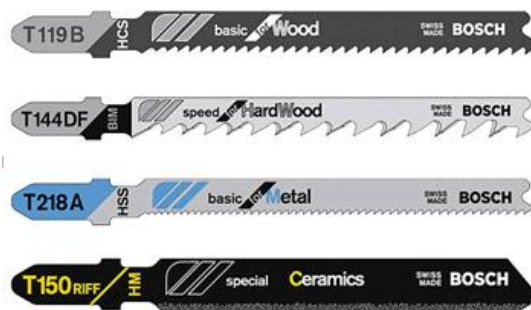 T119B HCS basic for Wood SWISS MADE BOSCH
T144DF BIM speed for HardWood SWISS MADE BOSCH
T218A HSS basic for Metal SWISS MADE BOSCH
T150 RIFF HM special Ceramics SWISS MADE BOSCH